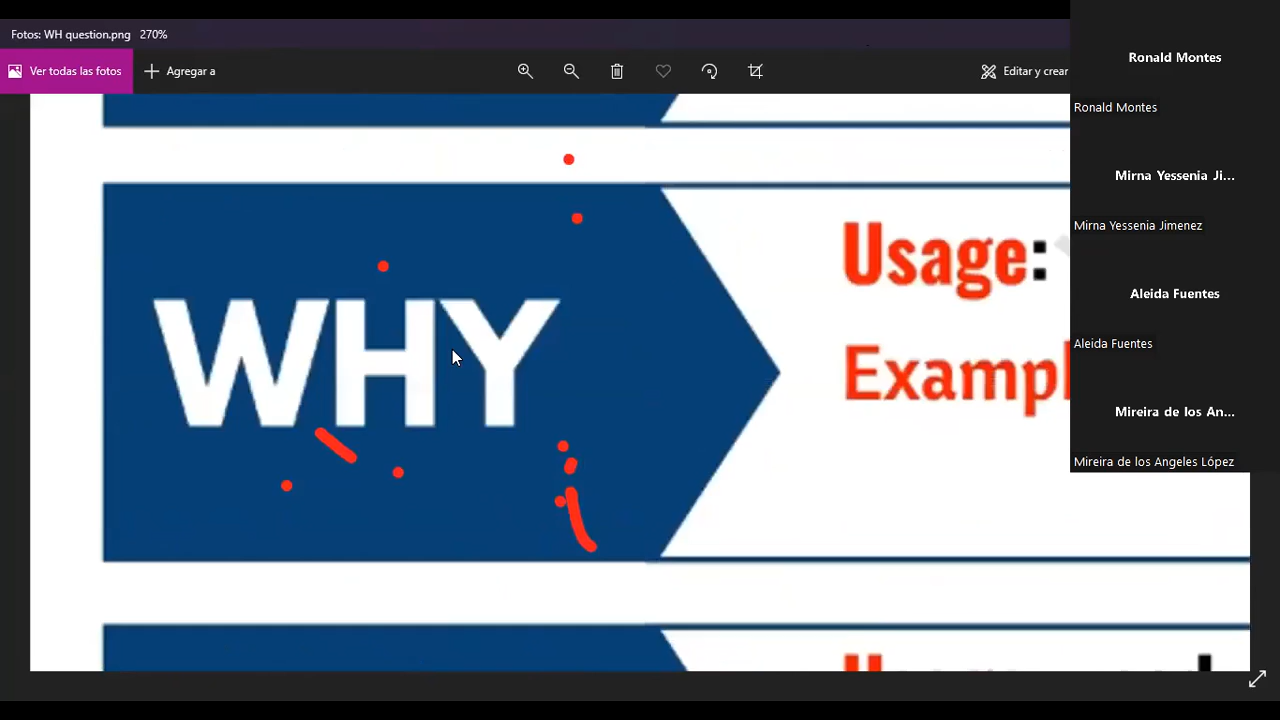 Fotos: WH question.png 270%
Ver todas las fotos
Agregar a
Editar y crear
Ronald Montes
Ronald Montes
Mirna Yessenia Ji...
Mirna Yessenia Jimenez
Aleida Fuentes
Aleida Fuentes
Mireira de los An...
Mireira de los Angeles López
WHY
Usage:
Exampl